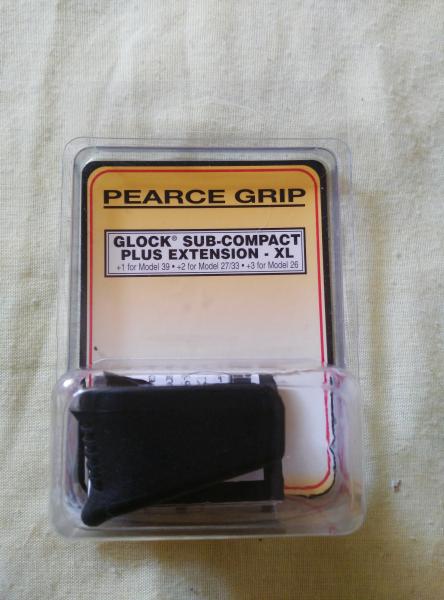 PEARCE GRIP
GLOCK® SUB-COMPACT
PLUS EXTENSION - XL
+1 for Model 39 • +2 for Model 27/33 • +3 for Model 26